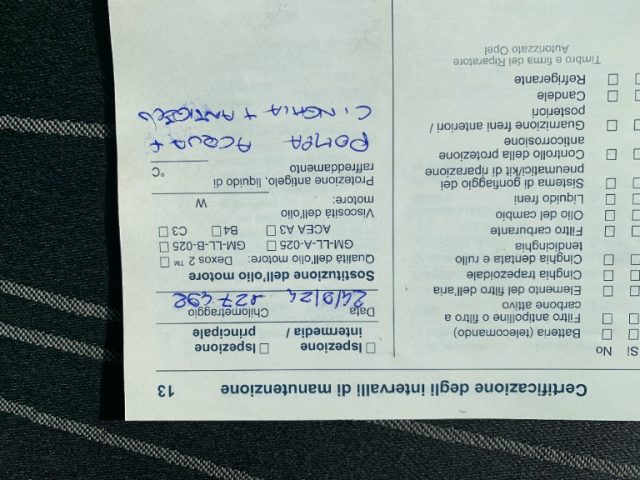 Certificazione degli intervalli di manutenzione 13
Sì No
□ □ Batteria (telecomando)
□ □ Filtro antipolline o filtro a
carbone attivo
□ □ Elemento del filtro dell'aria
□ □ Cinghia trapezoidale
□ □ Cinghia dentata e rullo
tendicinghia
□ □ Filtro carburante
□ □ Olio del cambio
□ □ Liquido freni
□ □ Sistema di gonfiaggio dei
pneumatici/kit di riparazione
□ □ Controllo della protezione
anticorrosione
□ □ Guarnizione freni anteriori /
posteriori
□ □ Candele
□ □ Refrigerante
Timbro e firma del Riparatore
Autorizzato Opel
□ Ispezione □ Ispezione
intermedia / principale
Data Chilometraggio
24/9/24 227492
Sostituzione dell'olio motore
Qualità dell'olio motore: □ Dexos 2 ™
□ GM-LL-A-025 □ GM-LL-B-025
□ ACEA A3 □ B4 □ C3
Viscosità dell'olio
motore: W
Protezione antigelo, liquido di
raffreddamento °C
POMPA ACQUA +
CINGHIA + ANTIGELO